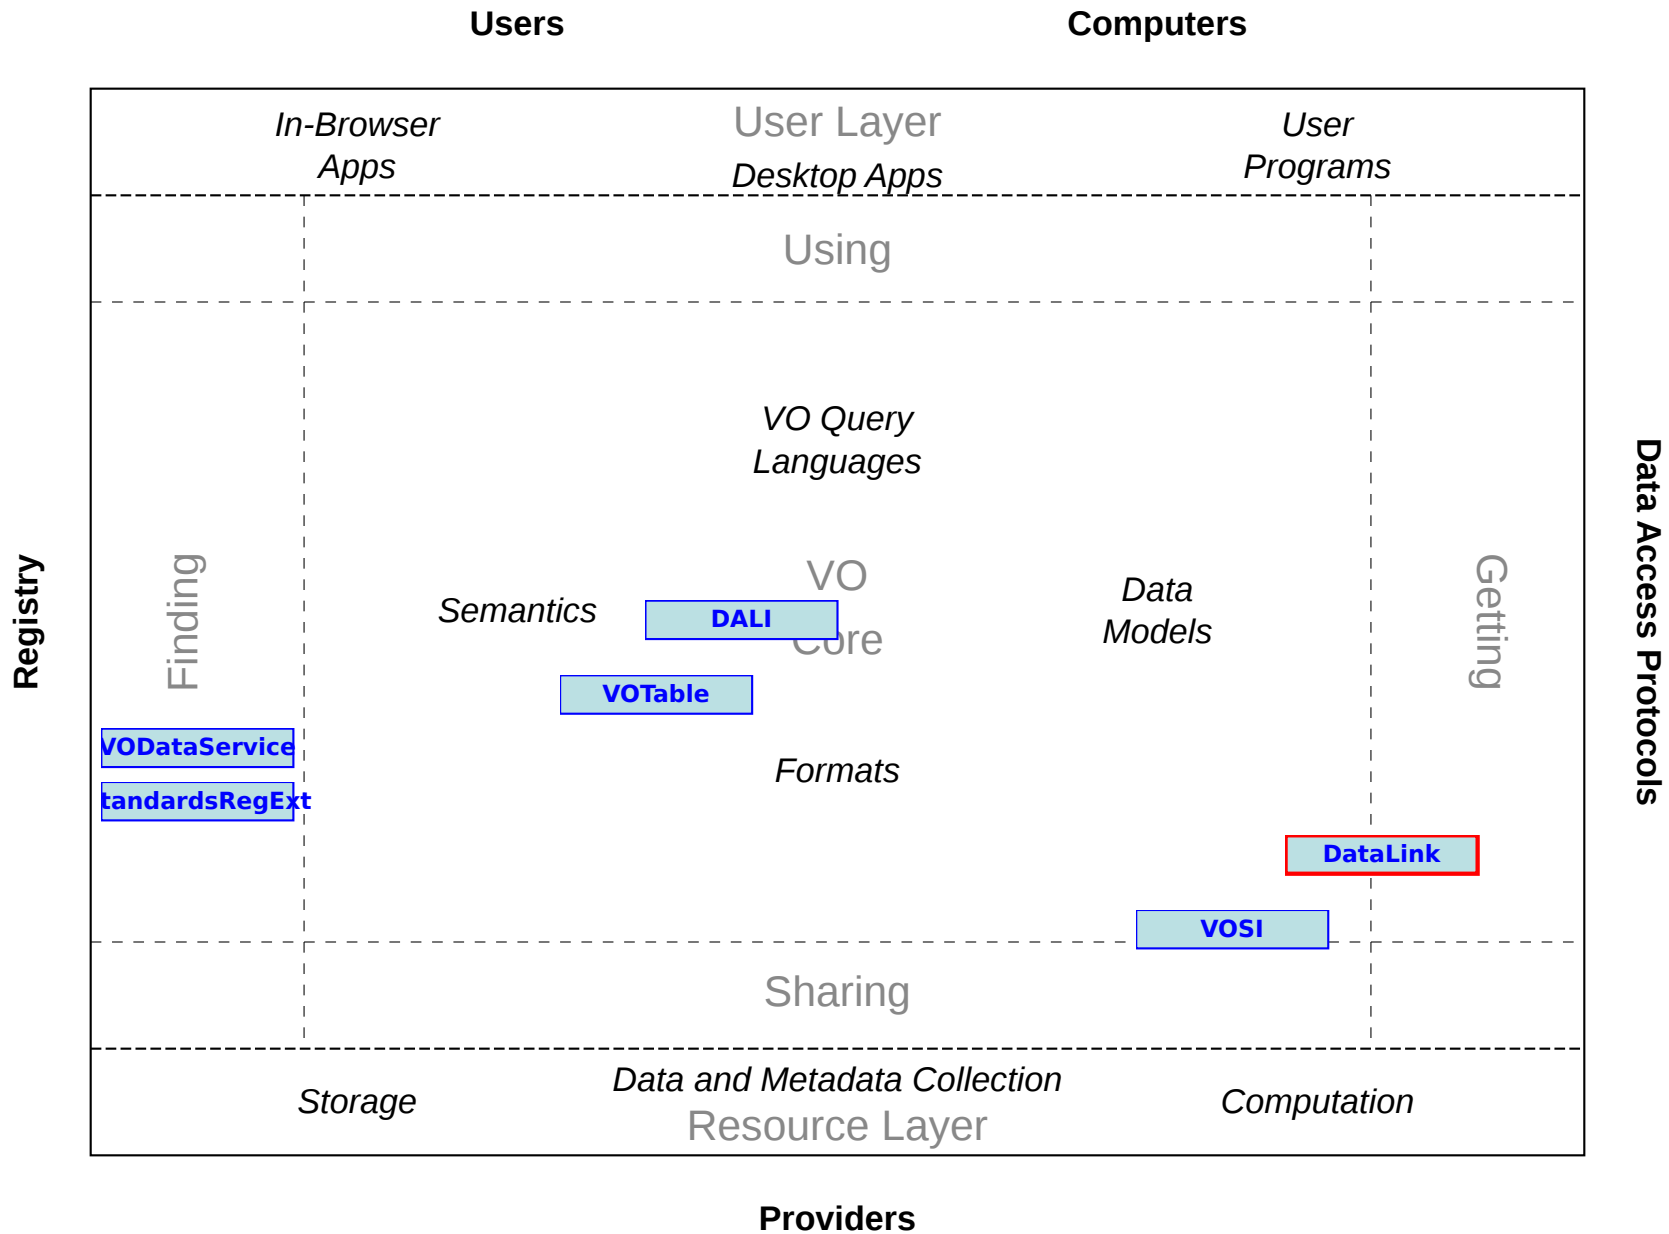 Users
Computers
In-Browser
Apps
User Layer
Desktop Apps
User
Programs
Using
VO Query
Languages
Registry
Finding
Semantics
VO
Core
DALI
Data
Models
Getting
Data Access Protocols
VOTable
VODataService
Formats
tandardsRegExt
DataLink
VOSI
Sharing
Storage
Data and Metadata Collection
Resource Layer
Computation
Providers